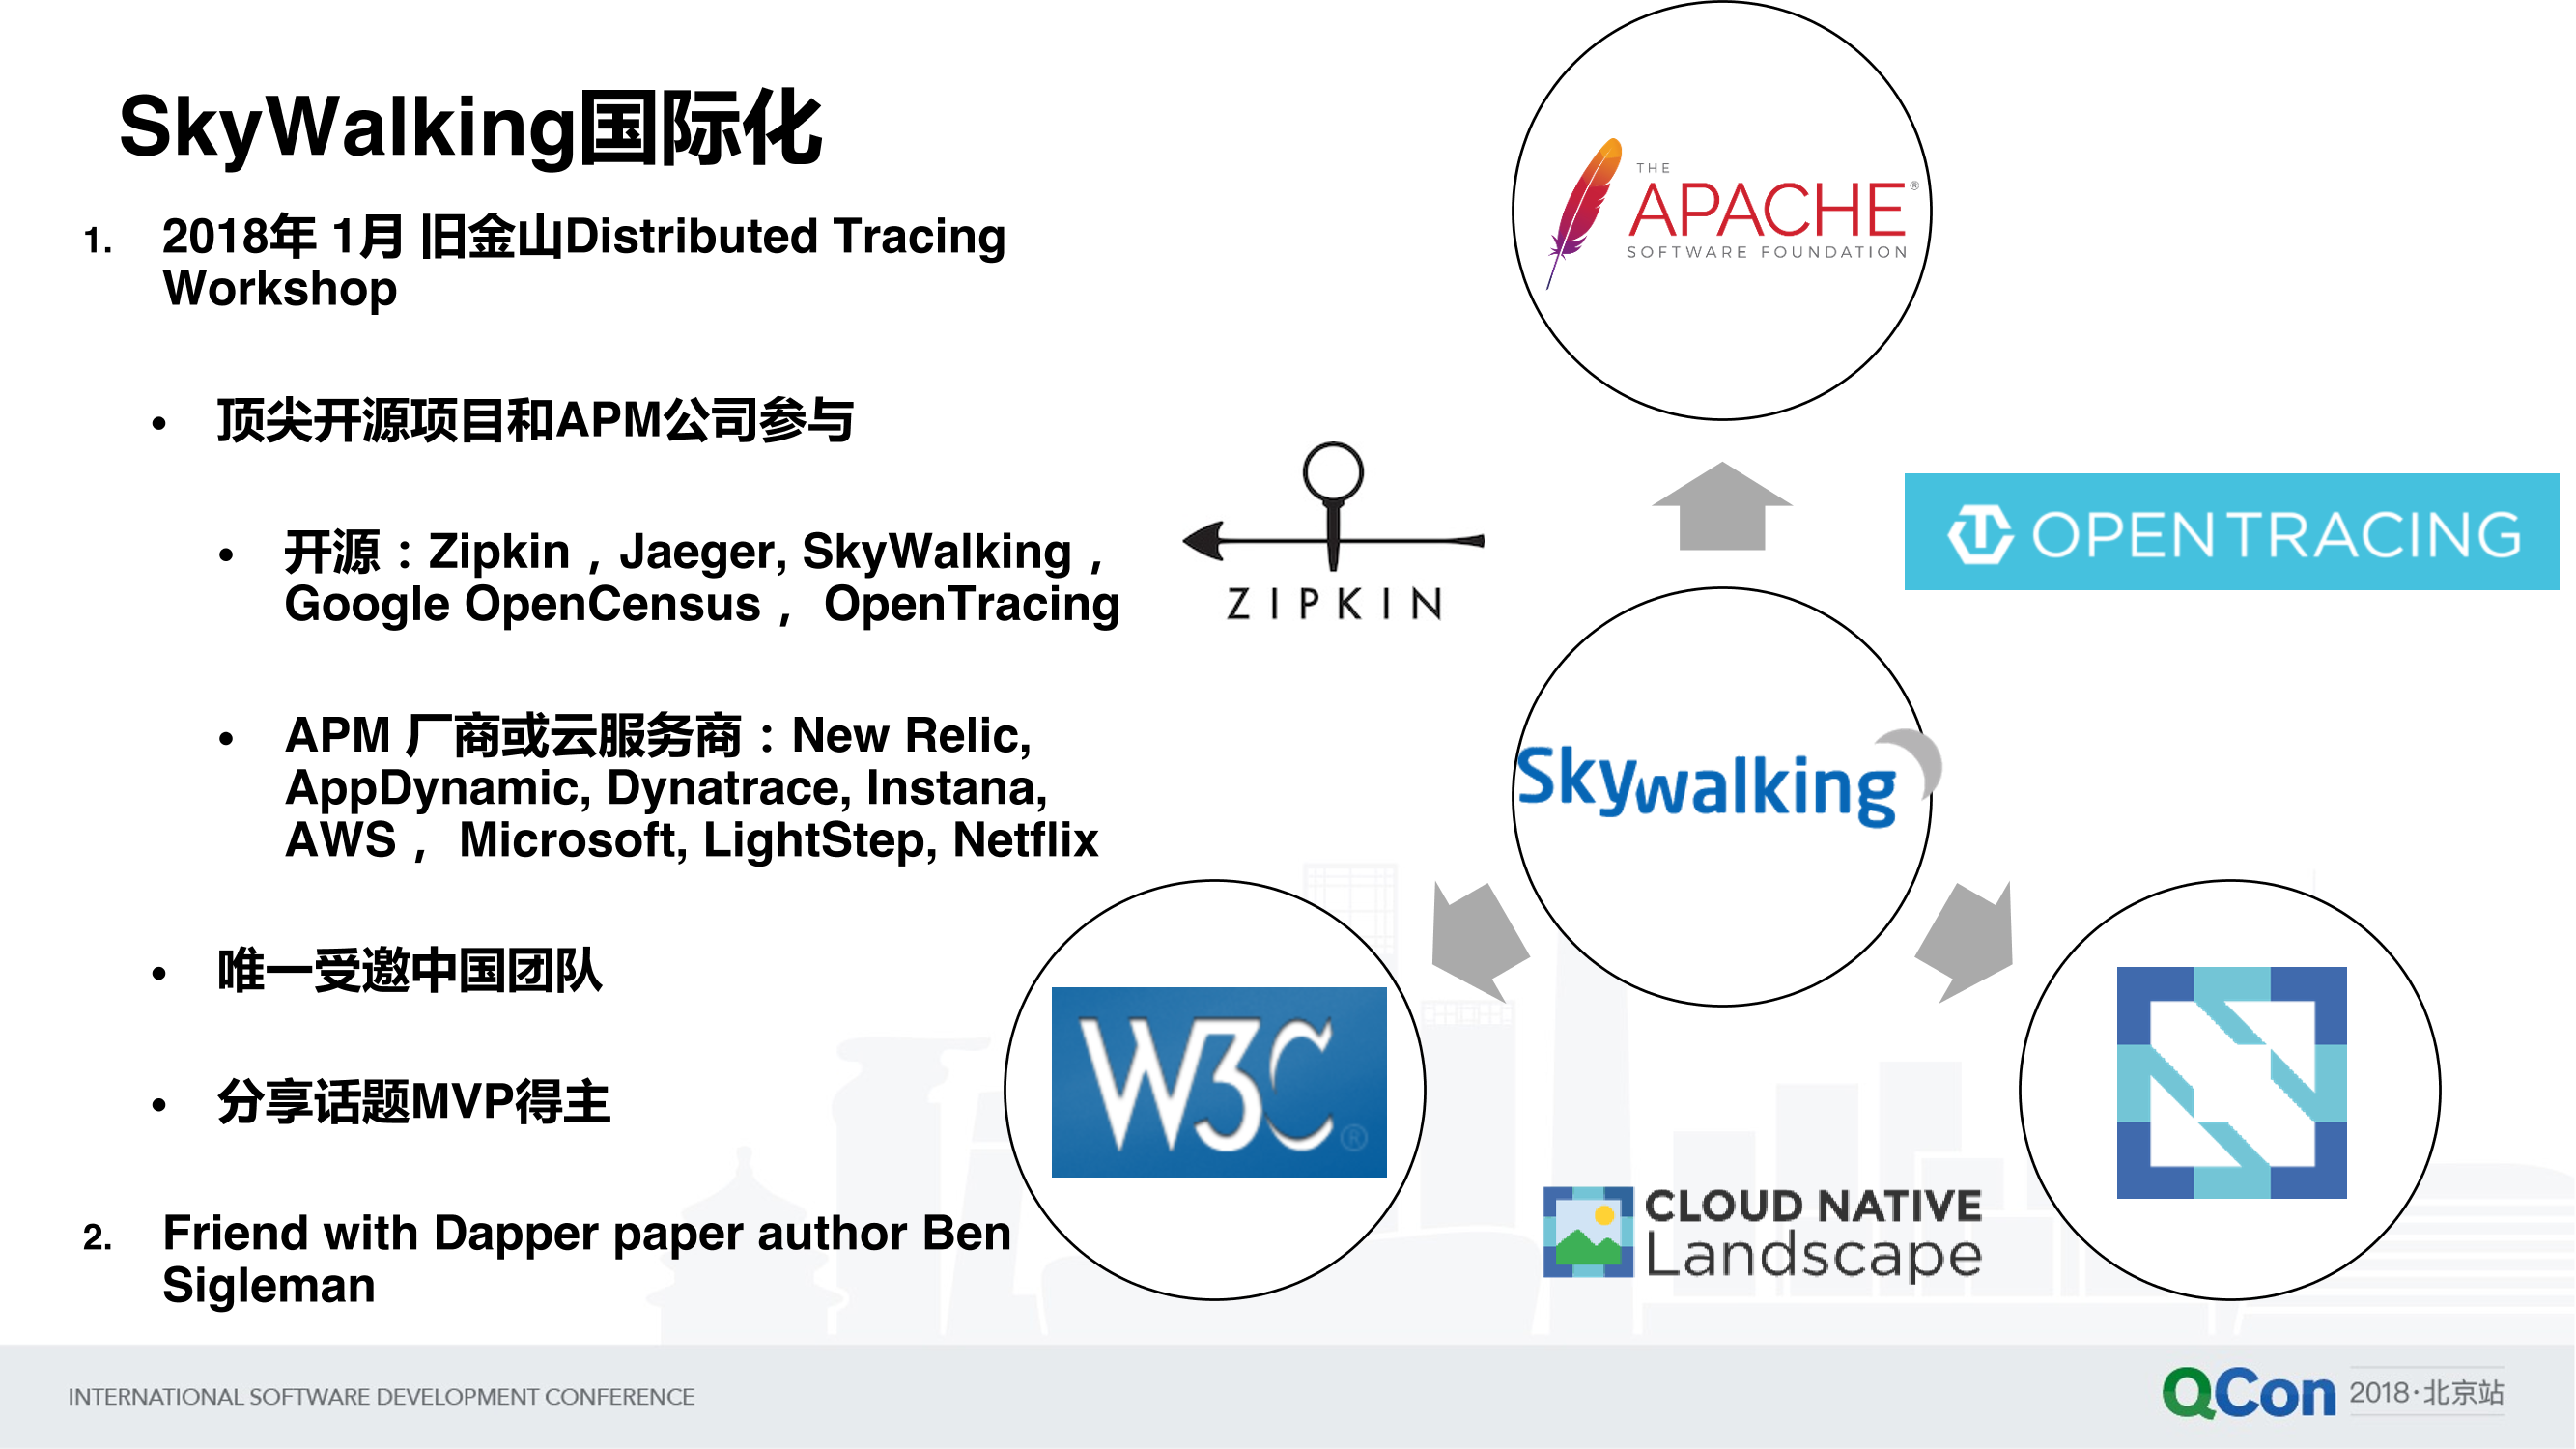 SkyWalking国际化
1. 2018年 1月 旧金山Distributed Tracing
Workshop
• 顶尖开源项目和APM公司参与
• 开源：Zipkin，Jaeger, SkyWalking，
Google OpenCensus， OpenTracing
• APM 厂商或云服务商：New Relic,
AppDynamic, Dynatrace, Instana,
AWS， Microsoft, LightStep, Netflix
• 唯一受邀中国团队
• 分享话题MVP得主
2. Friend with Dapper paper author Ben
Sigleman
THE
APACHE®
SOFTWARE FOUNDATION
ZIPKIN
OPENTRACING
Skywalking
W3C®
CLOUD NATIVE
Landscape
INTERNATIONAL SOFTWARE DEVELOPMENT CONFERENCE
QCon 2018·北京站